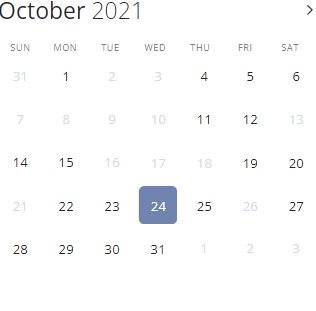 October 2021
SUN MON TUE WED THU FRI SAT
31 1 2 3 4 5 6
7 8 9 10 11 12 13
14 15 16 17 18 19 20
21 22 23 24 25 26 27
28 29 30 31 1 2 3